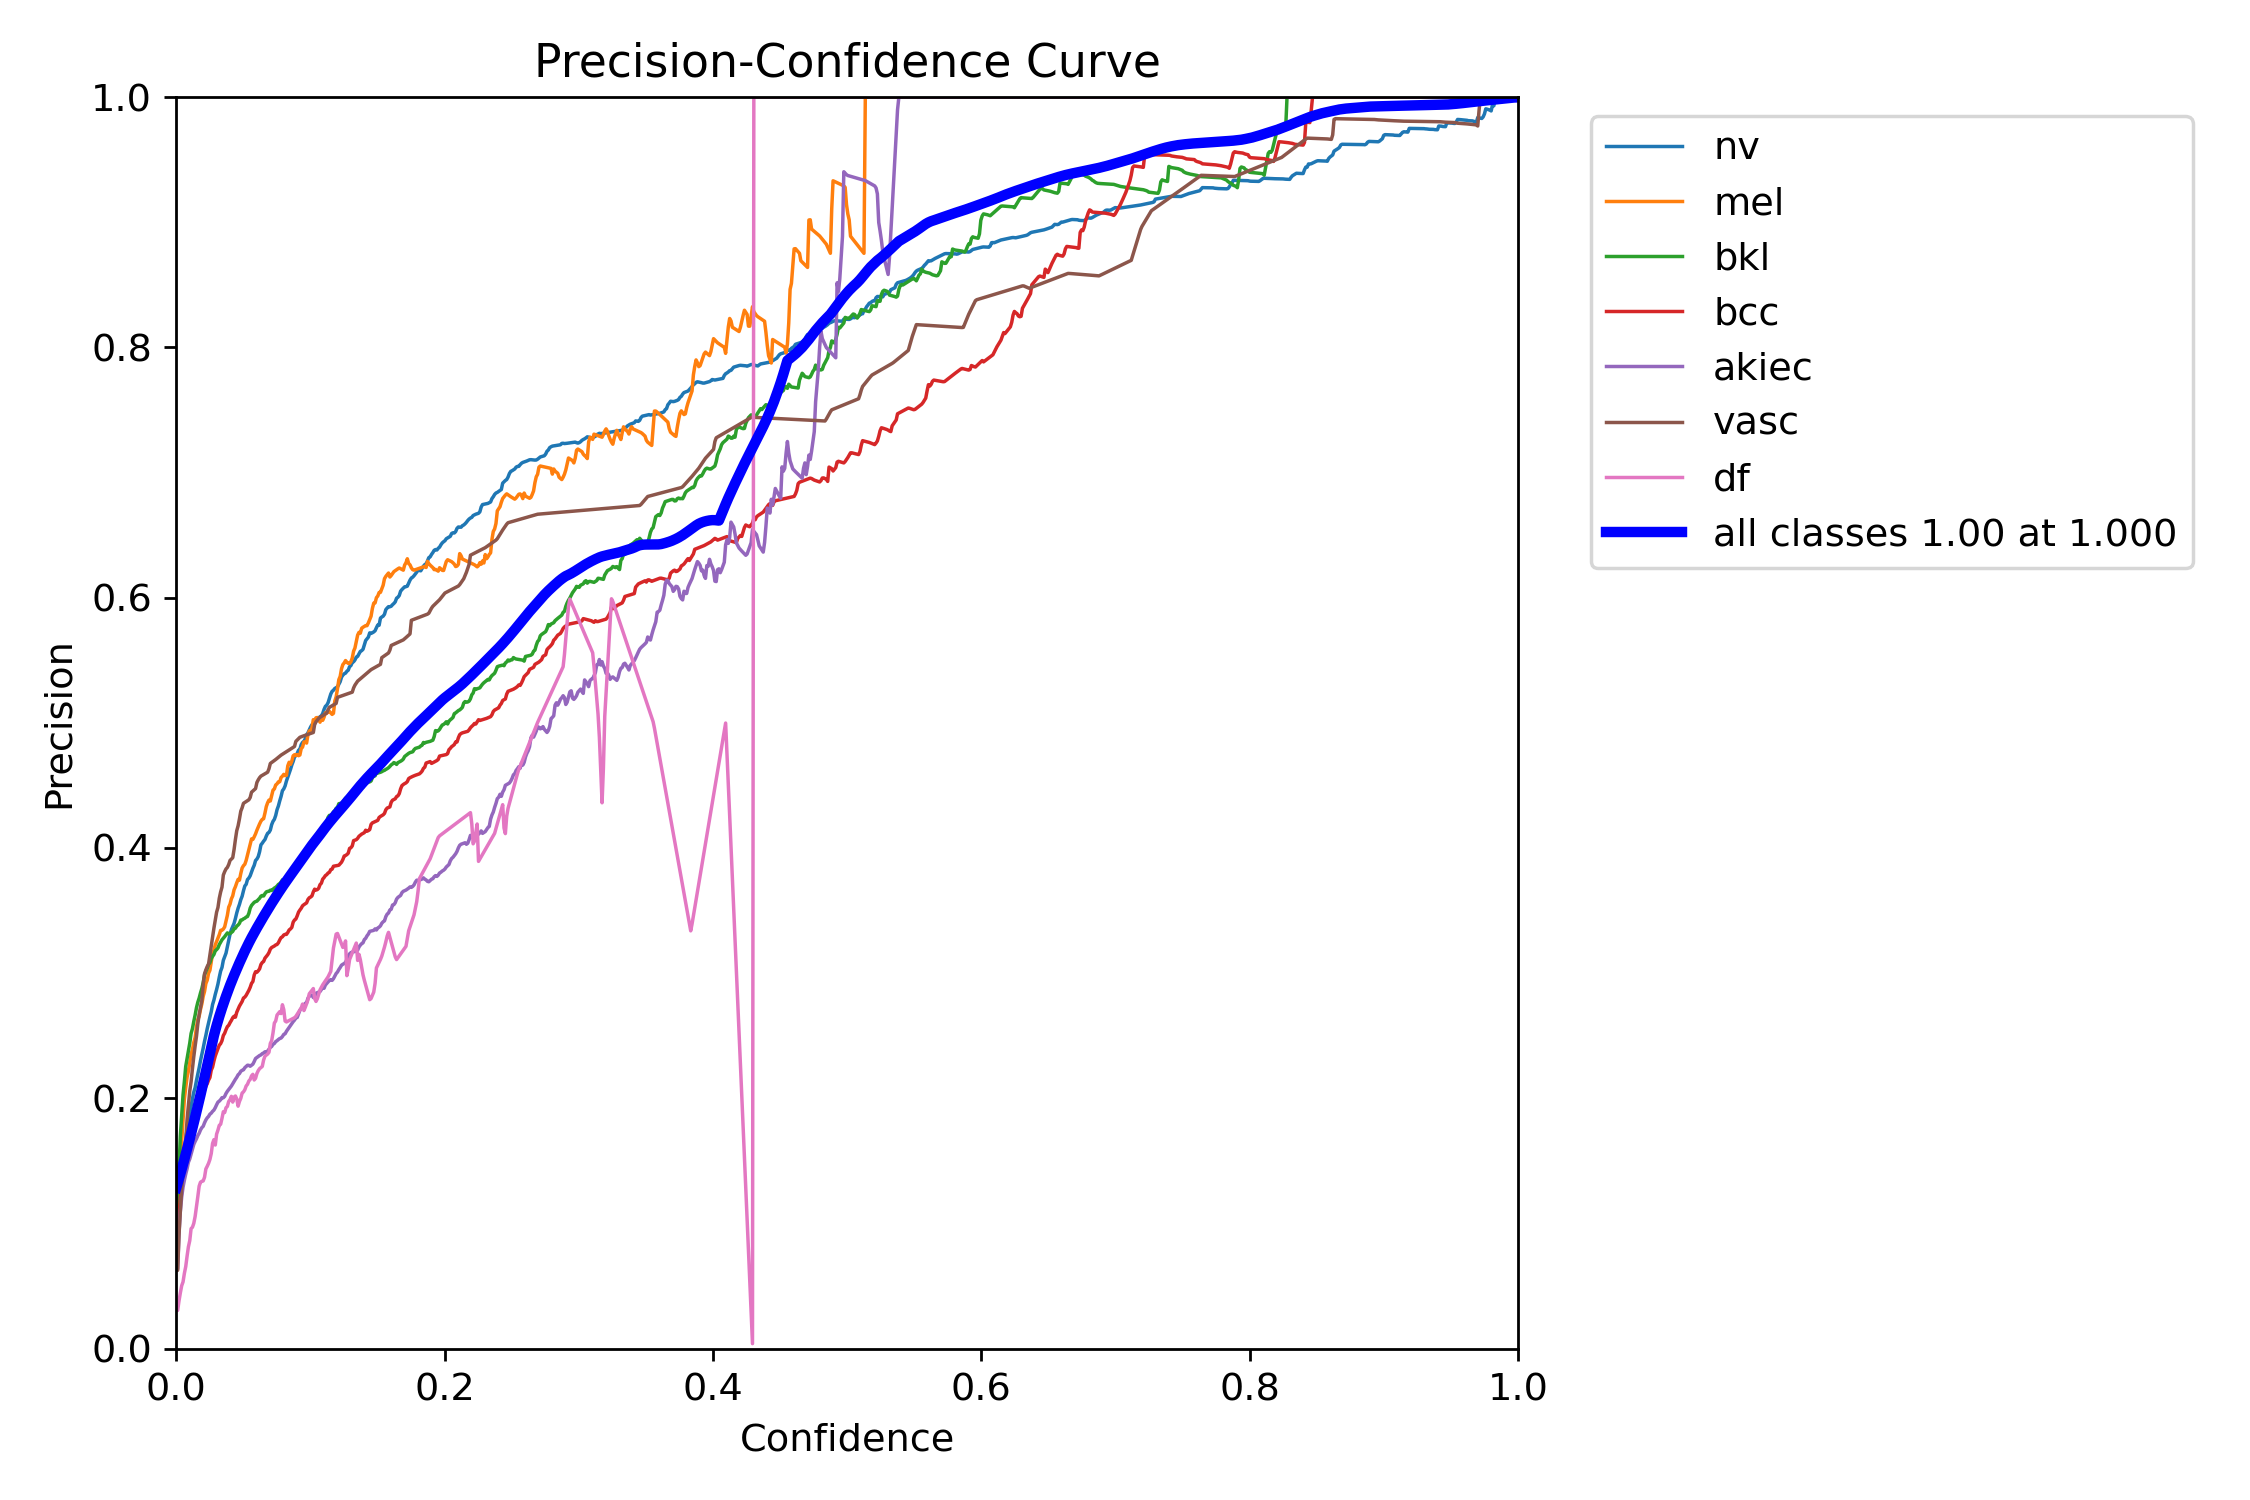 Precision-Confidence Curve
1.0
0.8
0.6
0.4
0.2
0.0
Precision
0.0 0.2 0.4 0.6 0.8 1.0
Confidence
nv
mel
bkl
bcc
akiec
vasc
df
all classes 1.00 at 1.000